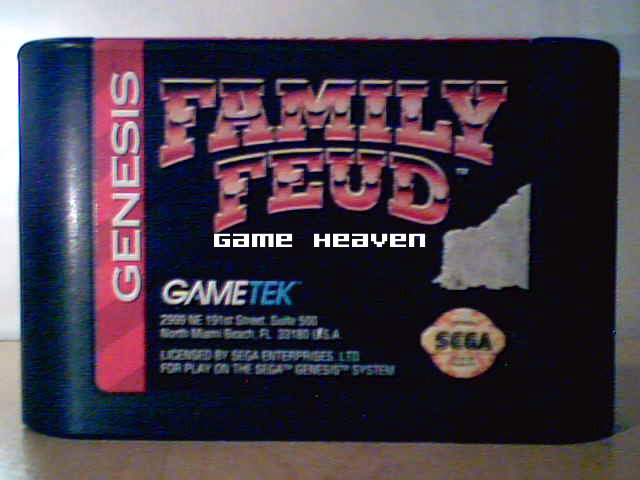 GENESIS
FAMILY
FEUD™
Game Heaven
GAMETEK
2999 NE 191st Street, Suite 500
North Miami Beach, FL 33180 U.S.A.
LICENSED BY SEGA ENTERPRISES, LTD.
FOR PLAY ON THE SEGA™ GENESIS™ SYSTEM
SEGA